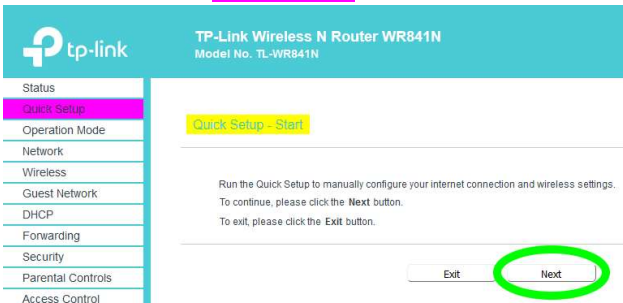 tp-link
TP-Link Wireless N Router WR841N
Model No. TL-WR841N
Status
Quick Setup
Operation Mode
Network
Wireless
Guest Network
DHCP
Forwarding
Security
Parental Controls
Access Control
Quick Setup - Start
Run the Quick Setup to manually configure your internet connection and wireless settings.
To continue, please click the Next button.
To exit, please click the Exit button.
Exit
Next